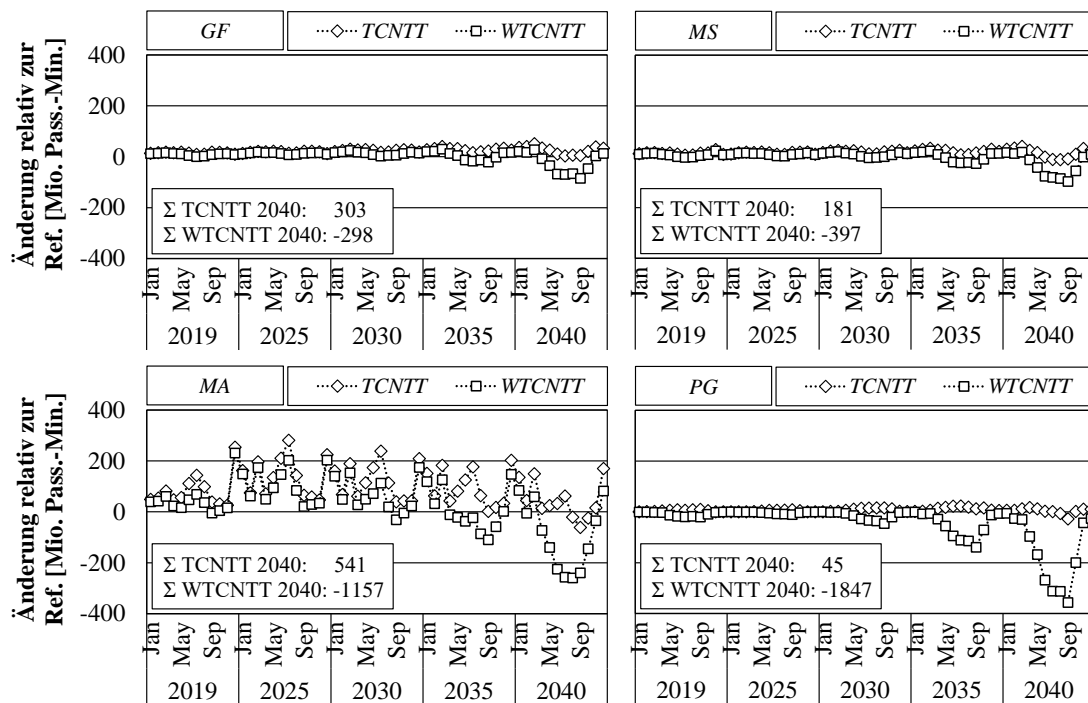 GF TCNTT WTCNTT
MS TCNTT WTCNTT
Änderung relativ zur
Ref. [Mio. Pass.-Min.]
400
200
0
-200
-400
Σ TCNTT 2040: 303
Σ WTCNTT 2040: -298
Σ TCNTT 2040: 181
Σ WTCNTT 2040: -397
Jan May Sep Jan May Sep Jan May Sep Jan May Sep Jan May Sep
2019 2025 2030 2035 2040
Jan May Sep Jan May Sep Jan May Sep Jan May Sep Jan May Sep
2019 2025 2030 2035 2040
MA TCNTT WTCNTT
PG TCNTT WTCNTT
Änderung relativ zur
Ref. [Mio. Pass.-Min.]
400
200
0
-200
-400
Σ TCNTT 2040: 541
Σ WTCNTT 2040: -1157
Σ TCNTT 2040: 45
Σ WTCNTT 2040: -1847
Jan May Sep Jan May Sep Jan May Sep Jan May Sep Jan May Sep
2019 2025 2030 2035 2040
Jan May Sep Jan May Sep Jan May Sep Jan May Sep Jan May Sep
2019 2025 2030 2035 2040